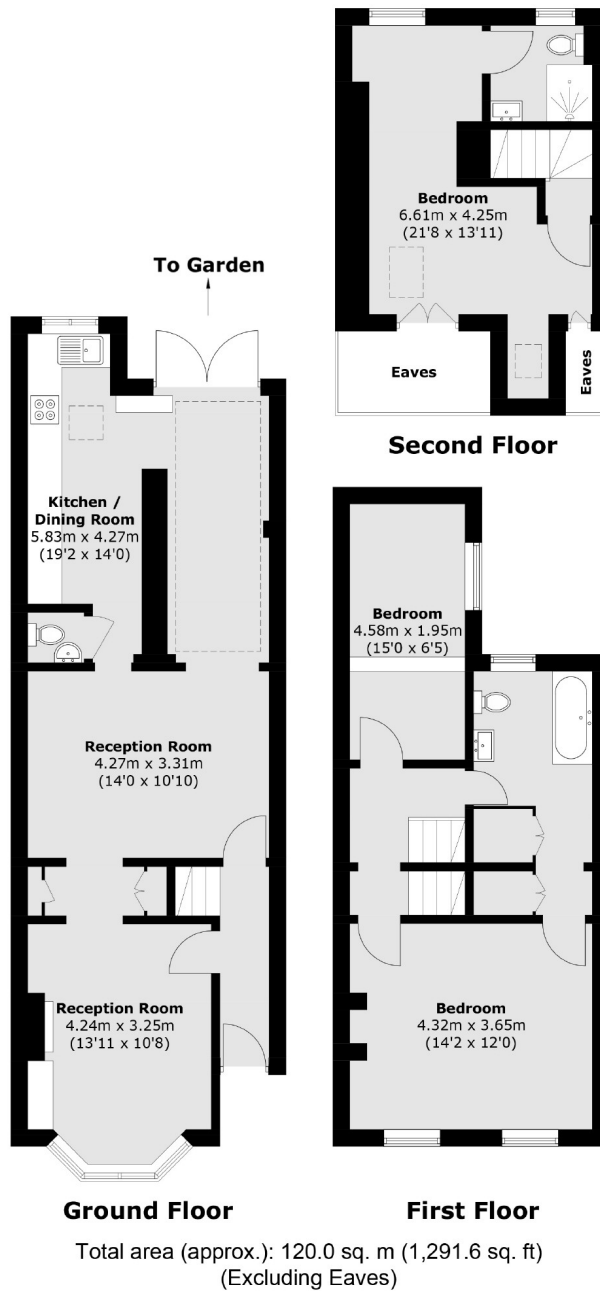 To Garden
Kitchen /
Dining Room
5.83m x 4.27m
(19'2 x 14'0)
Reception Room
4.27m x 3.31m
(14'0 x 10'10)
Reception Room
4.24m x 3.25m
(13'11 x 10'8)
Ground Floor
Bedroom
6.61m x 4.25m
(21'8 x 13'11)
Eaves
Eaves
Second Floor
Bedroom
4.58m x 1.95m
(15'0 x 6'5)
Bedroom
4.32m x 3.65m
(14'2 x 12'0)
First Floor
Total area (approx.): 120.0 sq. m (1,291.6 sq. ft)
(Excluding Eaves)